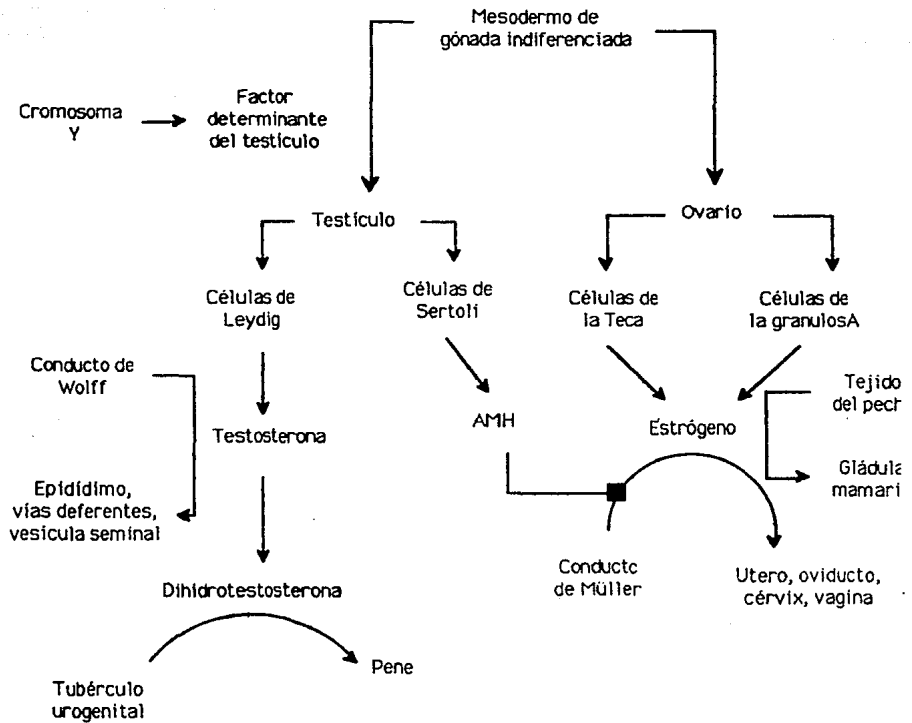 Mesodermo de
gónada indiferenciada
Cromosoma
Y
Factor
determinante
del testículo
Testículo
Ovario
Células de
Leydig
Células de
Sertoli
Células de
la Teca
Células de
la granulosA
Conducto de
Wolff
Testosterona
AMH
Estrógeno
Tejido
del pech
Gládula
mamari
Epidídimo,
vías deferentes,
vesícula seminal
Conducto
de Müller
Utero, oviducto,
cérvix, vagina
Dihidrotestosterona
Pene
Tubérculo
urogenital